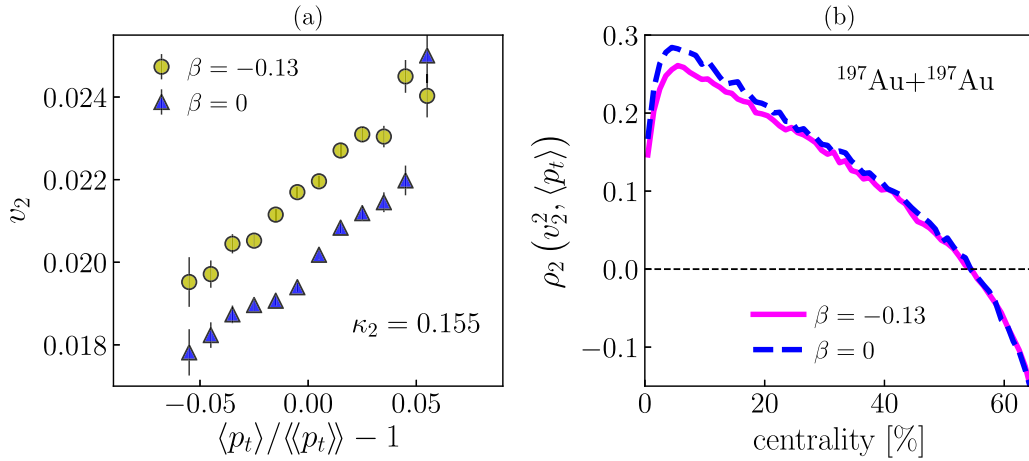 (a)
β = −0.13
β = 0
κ₂ = 0.155
v₂
0.024
0.022
0.020
0.018
−0.05
0.00
0.05
⟨pₜ⟩/⟨⟨pₜ⟩⟩ − 1
(b)
¹⁹⁷Au+¹⁹⁷Au
β = −0.13
β = 0
ρ₂ (v₂², ⟨pₜ⟩)
0.3
0.2
0.1
0.0
−0.1
0
20
40
60
centrality [%]